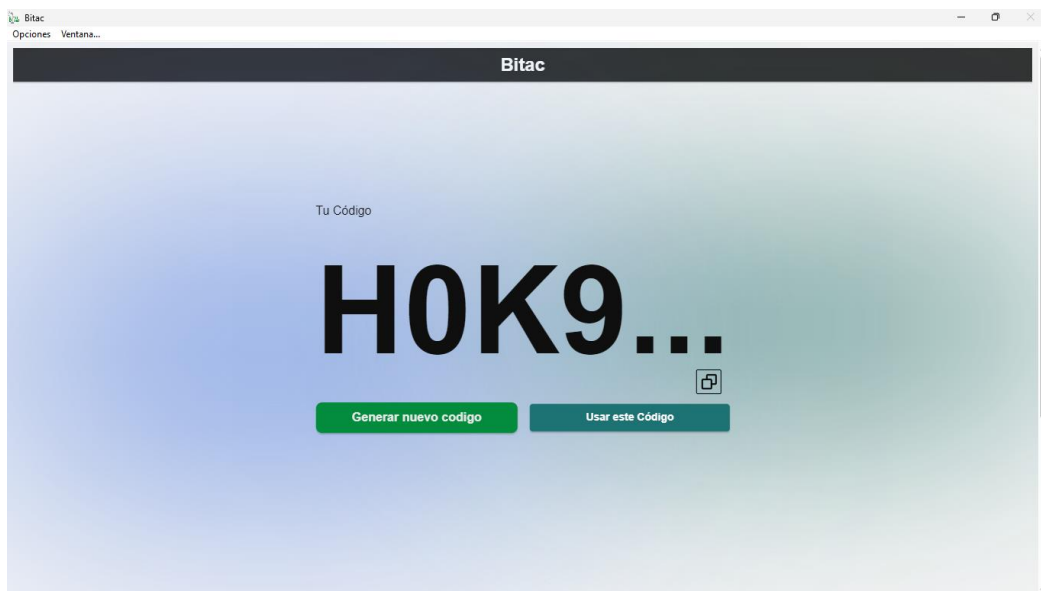 Bitac
Opciones Ventana...
Bitac
Tu Código
H0K9...
Generar nuevo codigo Usar este Código